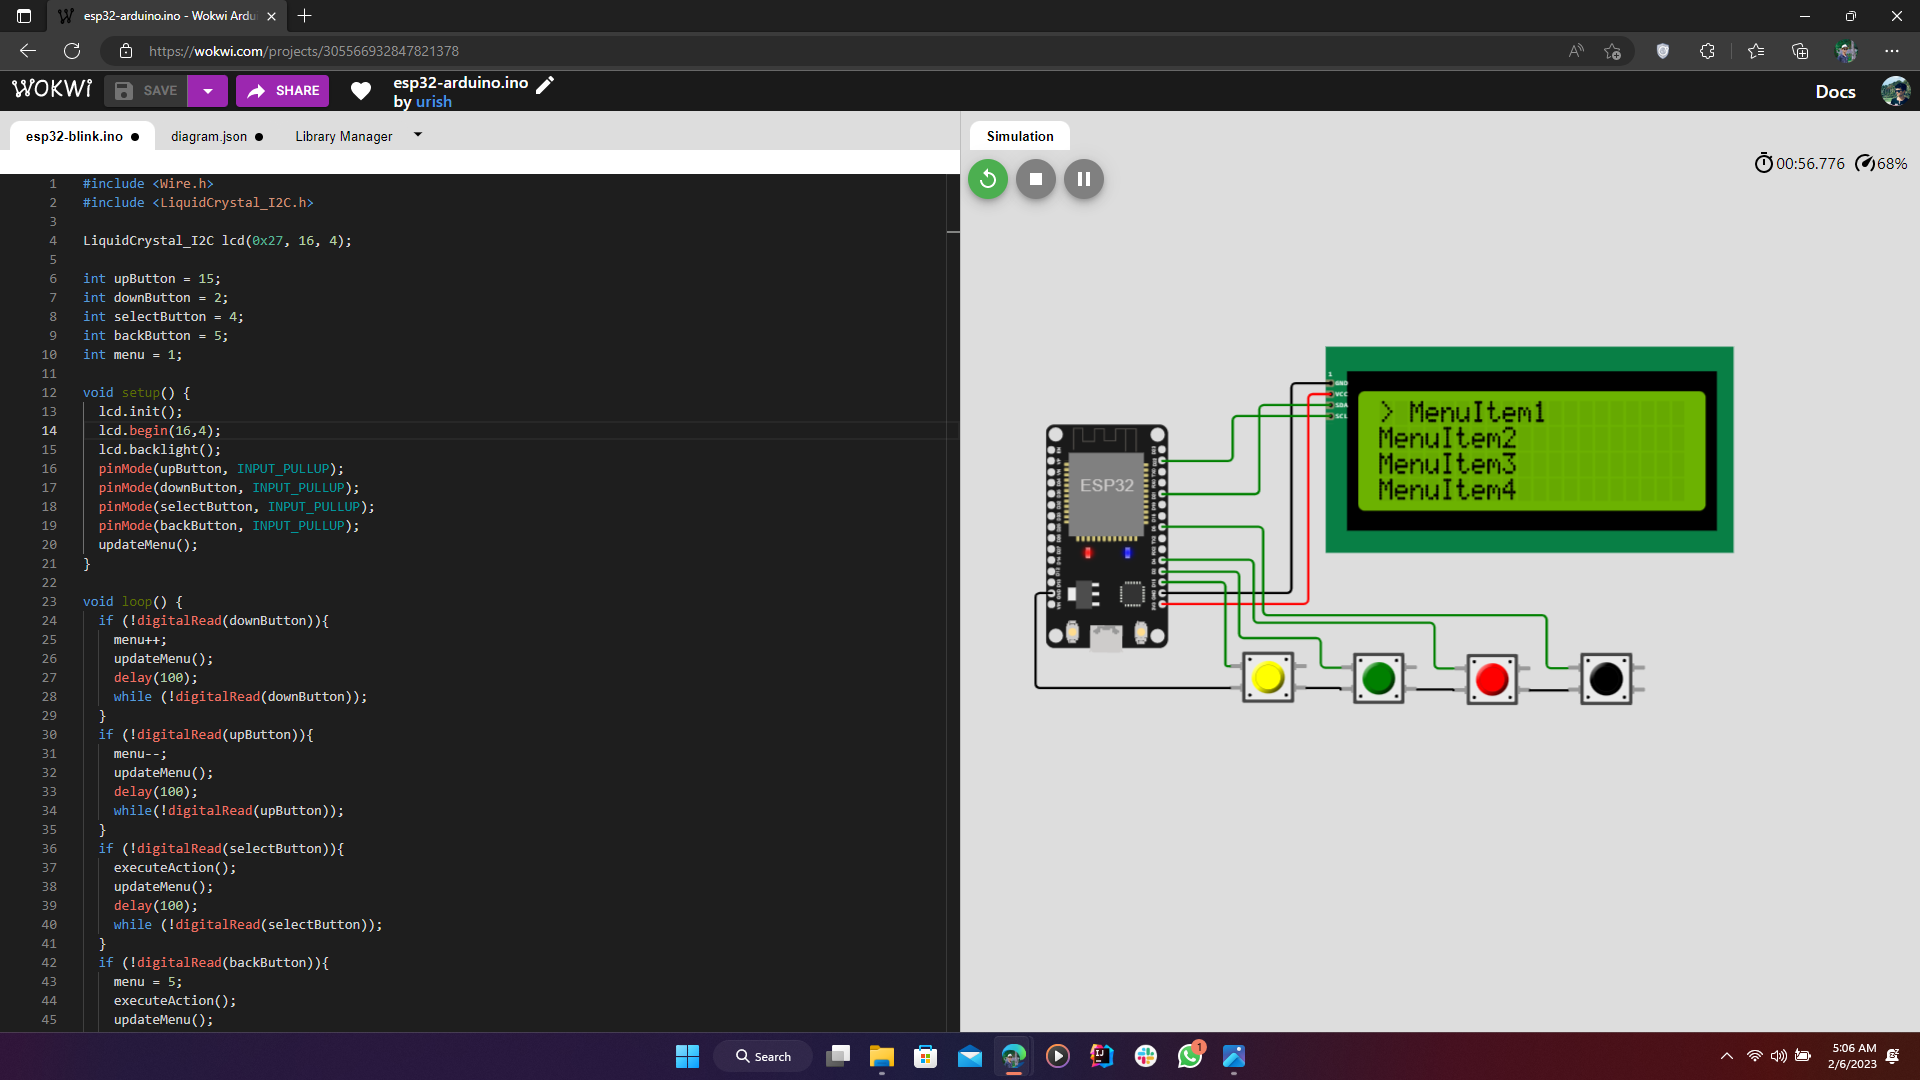 esp32-arduino.ino - Wokwi Ardu
https://wokwi.com/projects/305566932847821378
WOKWI
SAVE
SHARE
esp32-arduino.ino
by urish
Docs
esp32-blink.ino
diagram.json
Library Manager
Simulation
00:56.776
68%
1 #include <Wire.h>
2 #include <LiquidCrystal_I2C.h>
3
4 LiquidCrystal_I2C lcd(0x27, 16, 4);
5
6 int upButton = 15;
7 int downButton = 2;
8 int selectButton = 4;
9 int backButton = 5;
10 int menu = 1;
11
12 void setup() {
13 lcd.init();
14 lcd.begin(16,4);
15 lcd.backlight();
16 pinMode(upButton, INPUT_PULLUP);
17 pinMode(downButton, INPUT_PULLUP);
18 pinMode(selectButton, INPUT_PULLUP);
19 pinMode(backButton, INPUT_PULLUP);
20 updateMenu();
21 }
22
23 void loop() {
24 if (!digitalRead(downButton)){
25 menu++;
26 updateMenu();
27 delay(100);
28 while (!digitalRead(downButton));
29 }
30 if (!digitalRead(upButton)){
31 menu--;
32 updateMenu();
33 delay(100);
34 while(!digitalRead(upButton));
35 }
36 if (!digitalRead(selectButton)){
37 executeAction();
38 updateMenu();
39 delay(100);
40 while (!digitalRead(selectButton));
41 }
42 if (!digitalRead(backButton)){
43 menu = 5;
44 executeAction();
45 updateMenu();
1
GND
VCC
SDA
SCL
> MenuItem1
MenuItem2
MenuItem3
MenuItem4
ESP32
Search
1
5:06 AM
2/6/2023